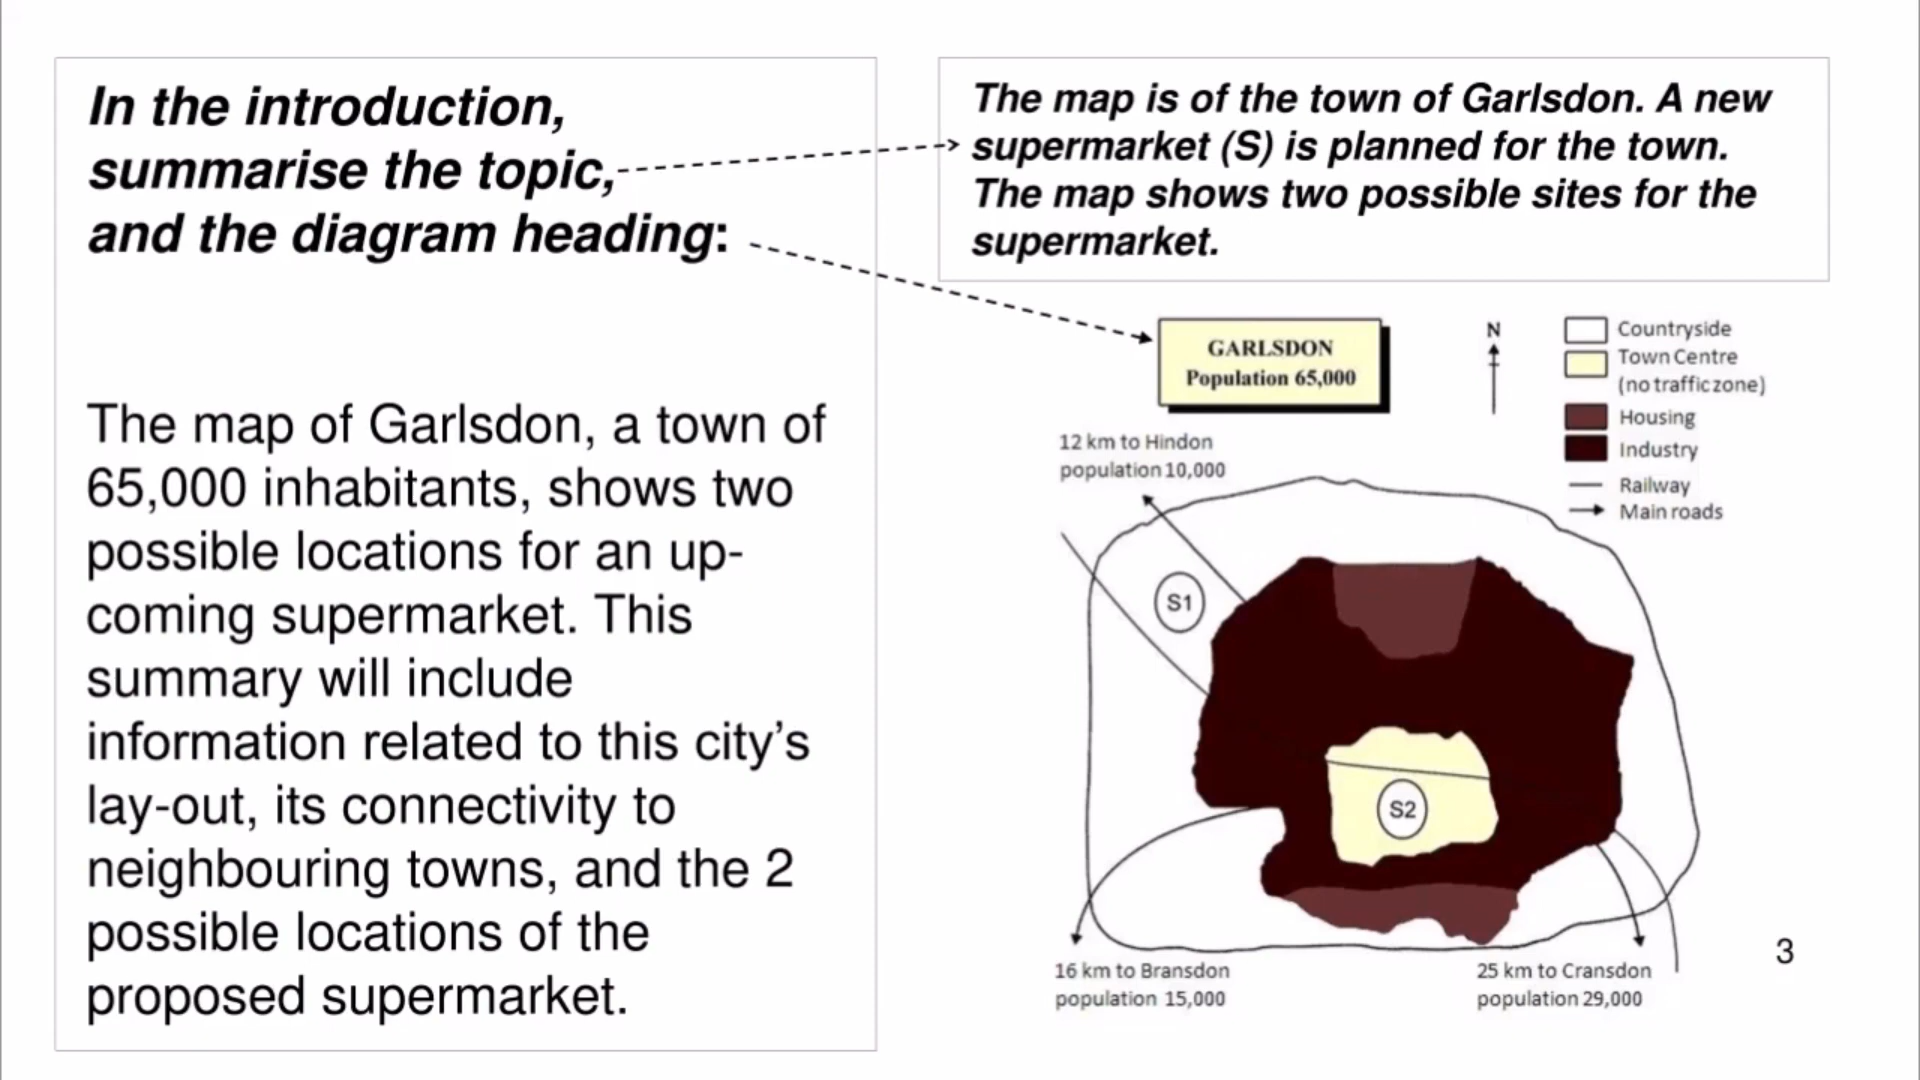 In the introduction,
summarise the topic,
and the diagram heading:
The map of Garlsdon, a town of
65,000 inhabitants, shows two
possible locations for an up-
coming supermarket. This
summary will include
information related to this city’s
lay-out, its connectivity to
neighbouring towns, and the 2
possible locations of the
proposed supermarket.
The map is of the town of Garlsdon. A new
supermarket (S) is planned for the town.
The map shows two possible sites for the
supermarket.
GARLSDON
Population 65,000
N
Countryside
Town Centre
(no traffic zone)
Housing
Industry
Railway
Main roads
12 km to Hindon
population 10,000
S1
S2
16 km to Bransdon
population 15,000
25 km to Cransdon
population 29,000
3